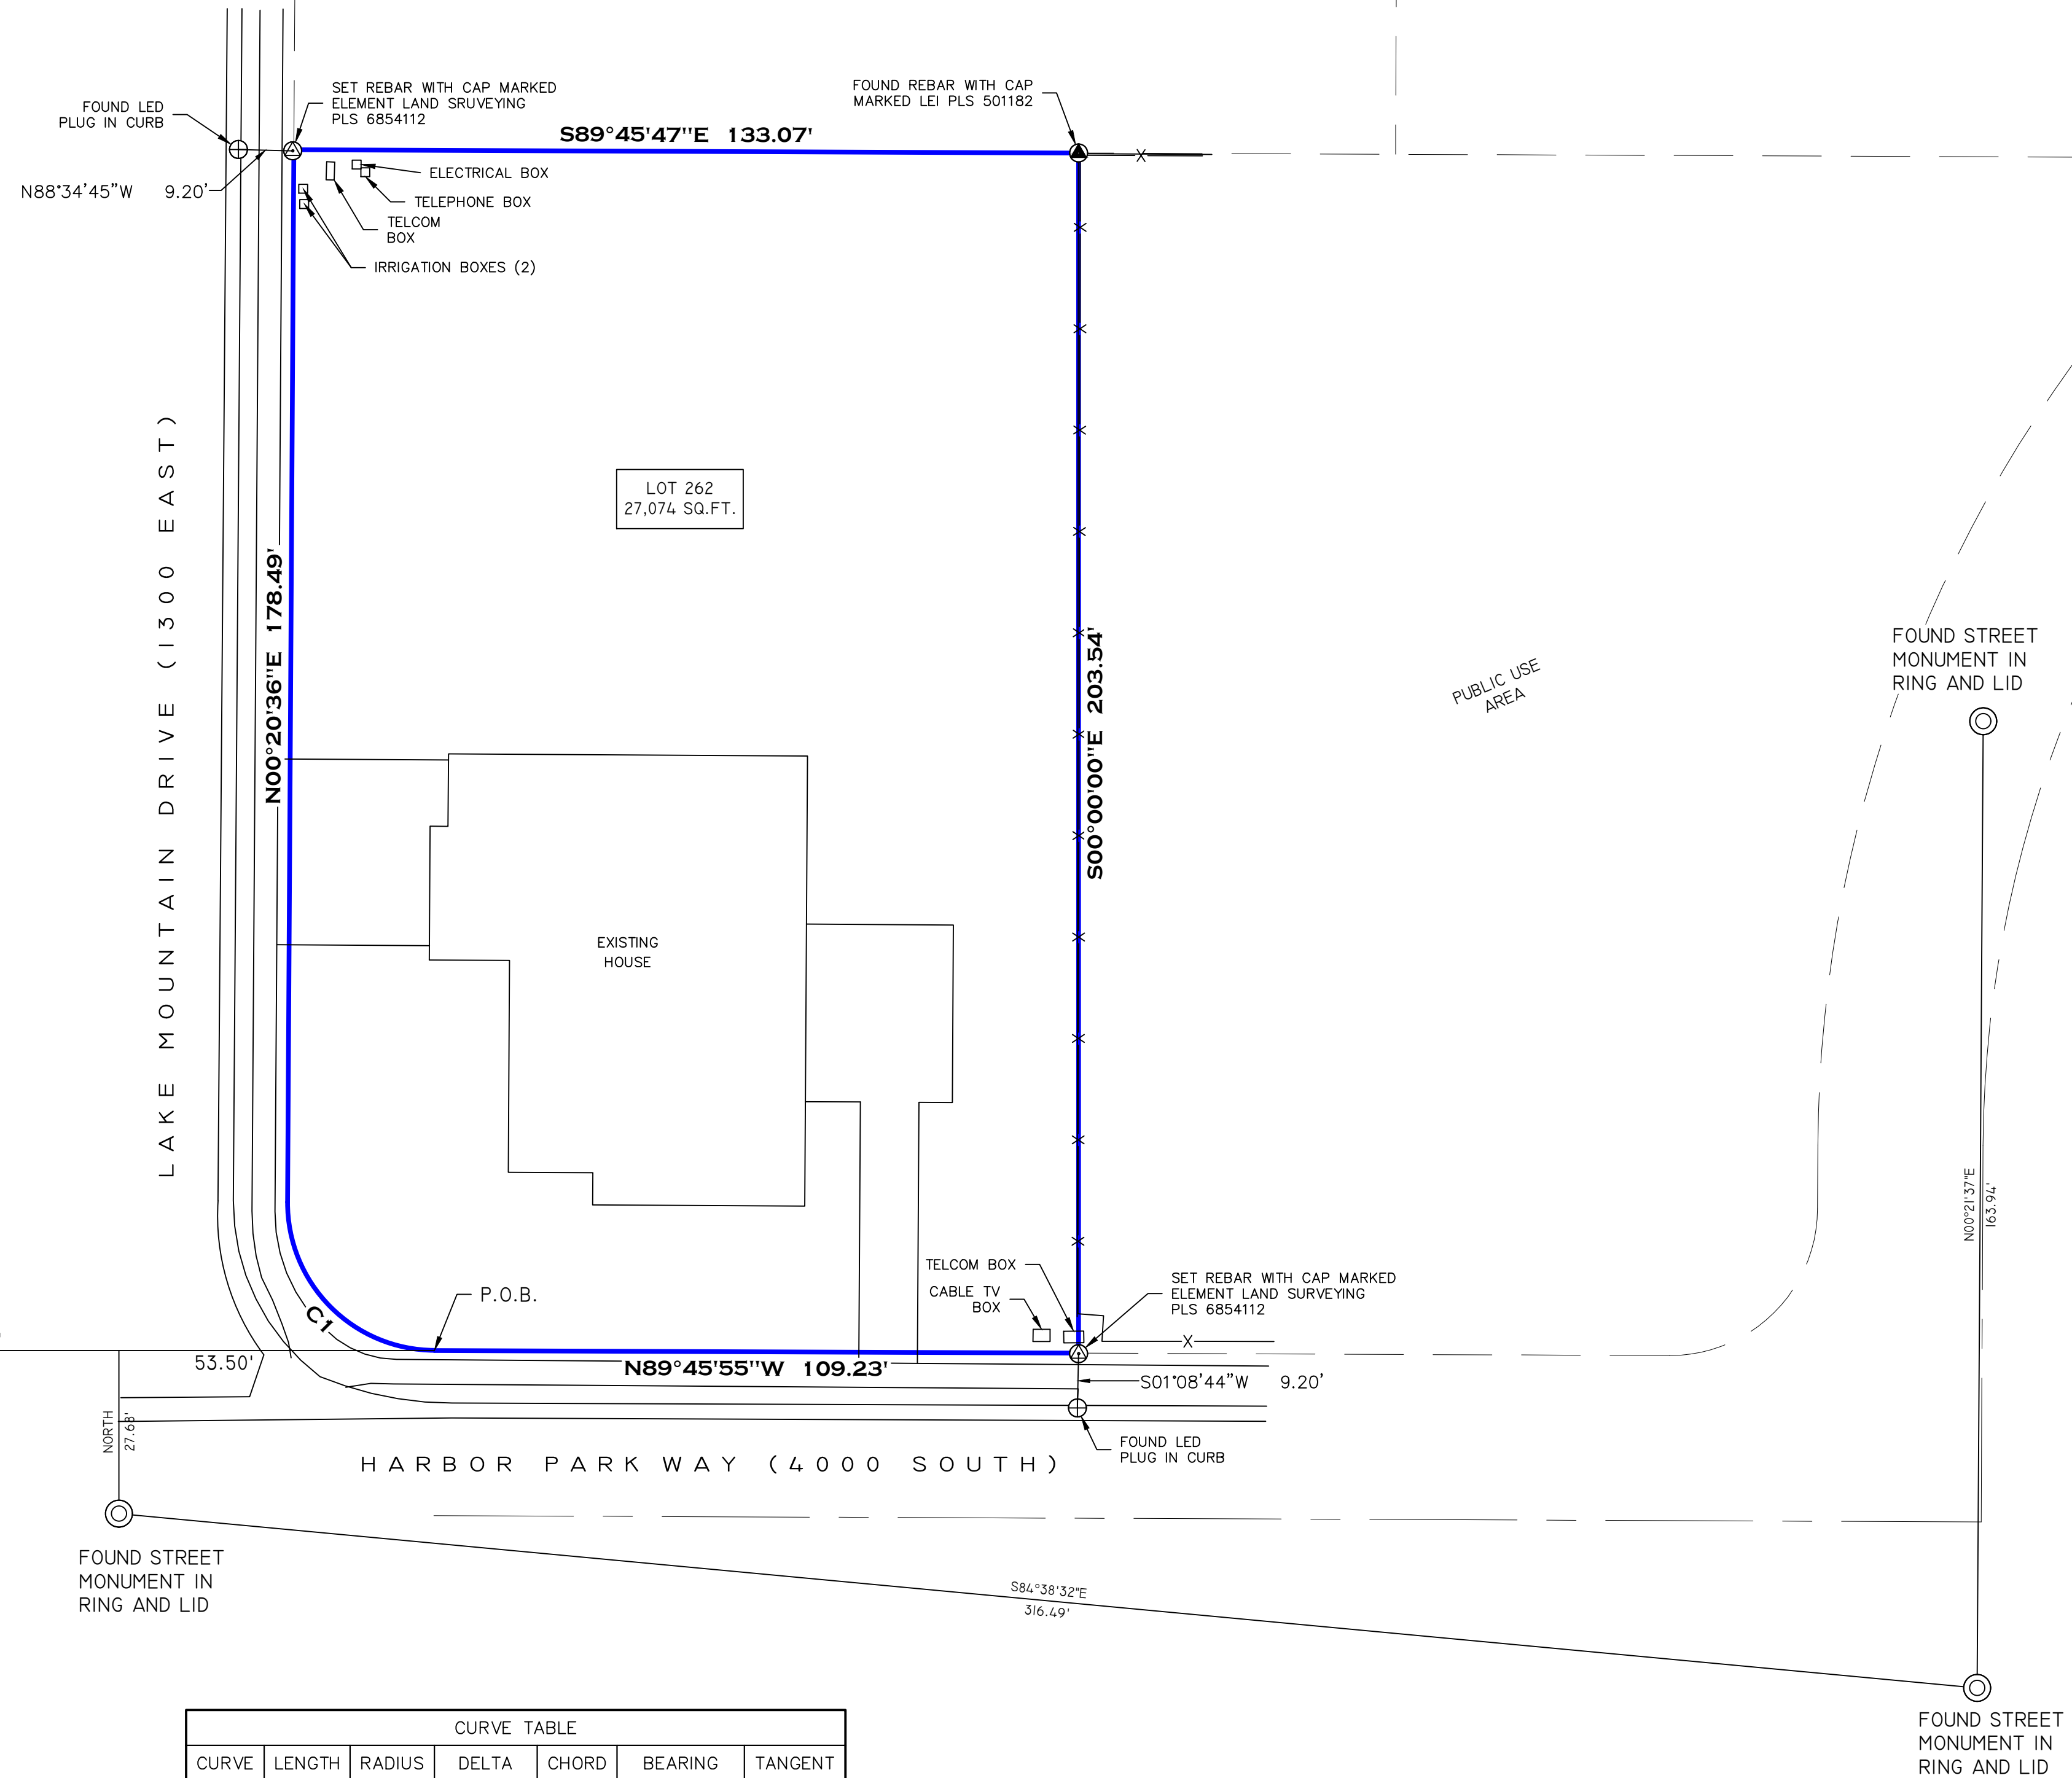 SET REBAR WITH CAP MARKED
ELEMENT LAND SRUVEYING
PLS 6854112
FOUND REBAR WITH CAP
MARKED LEI PLS 501182
FOUND LED
PLUG IN CURB
S89°45'47"E 133.07'
N88°34'45"W 9.20'
ELECTRICAL BOX
TELEPHONE BOX
TELCOM
BOX
IRRIGATION BOXES (2)
X
LAKE MOUNTAIN DRIVE (1300 EAST)
N00°20'36"E 178.49'
LOT 262
27,074 SQ.FT.
S00°00'00"E 203.54'
PUBLIC USE
AREA
FOUND STREET
MONUMENT IN
RING AND LID
EXISTING
HOUSE
N00°21'37"E
163.94'
TELCOM BOX
CABLE TV
BOX
SET REBAR WITH CAP MARKED
ELEMENT LAND SURVEYING
PLS 6854112
P.O.B.
C1
X
53.50'
N89°45'55"W 109.23'
S01°08'44"W 9.20'
NORTH
27.68'
FOUND LED
PLUG IN CURB
HARBOR PARK WAY (4000 SOUTH)
FOUND STREET
MONUMENT IN
RING AND LID
S84°38'32"E
316.49'
FOUND STREET
MONUMENT IN
RING AND LID
CURVE TABLE
CURVE LENGTH RADIUS DELTA CHORD BEARING TANGENT